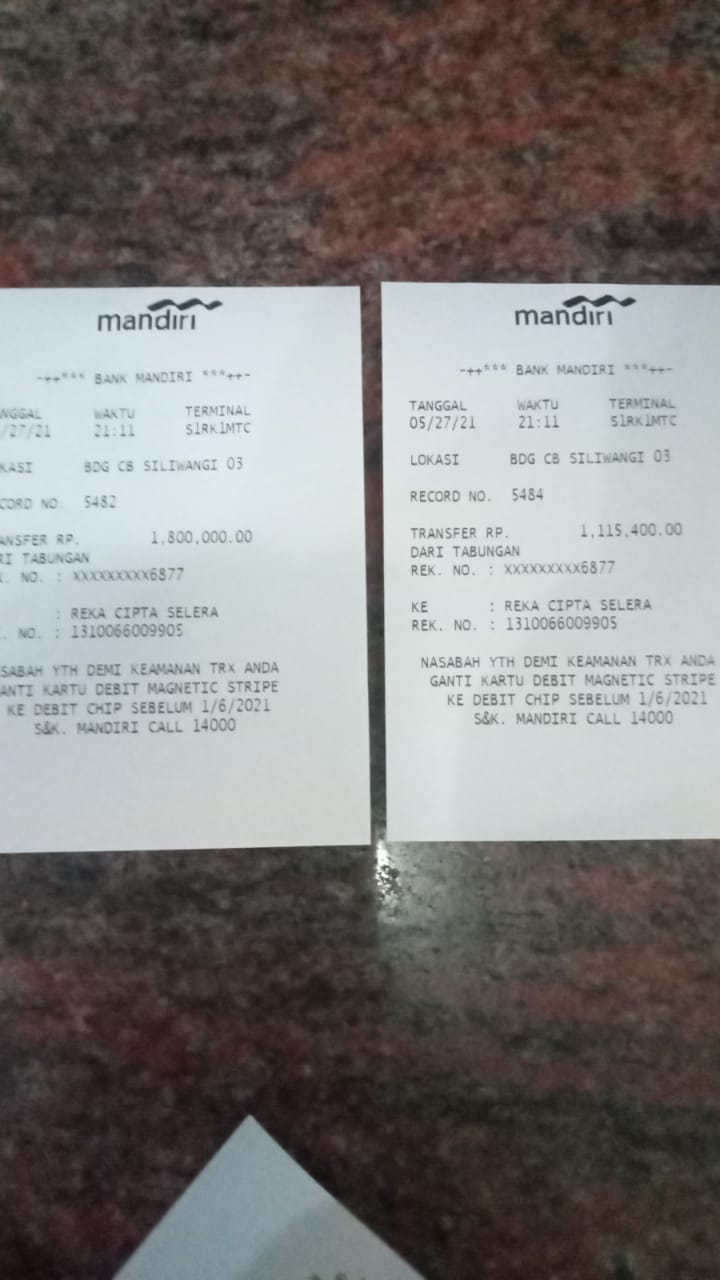 mandiri
-++*** BANK MANDIRI ***++-
NGGAL WAKTU TERMINAL
/27/21 21:11 S1RK1MTC
KASI BDG CB SILIWANGI 03
CORD NO. 5482
ANSFER RP. 1,800,000.00
RI TABUNGAN
. NO. : XXXXXXXXX6877
: REKA CIPTA SELERA
. NO. : 1310066009905
SABAH YTH DEMI KEAMANAN TRX ANDA
ANTI KARTU DEBIT MAGNETIC STRIPE
KE DEBIT CHIP SEBELUM 1/6/2021
S&K. MANDIRI CALL 14000
mandiri
-++*** BANK MANDIRI ***++-
TANGGAL WAKTU TERMINAL
05/27/21 21:11 S1RK1MTC
LOKASI BDG CB SILIWANGI 03
RECORD NO. 5484
TRANSFER RP. 1,115,400.00
DARI TABUNGAN
REK. NO. : XXXXXXXXX6877
KE : REKA CIPTA SELERA
REK. NO. : 1310066009905
NASABAH YTH DEMI KEAMANAN TRX ANDA
GANTI KARTU DEBIT MAGNETIC STRIPE
KE DEBIT CHIP SEBELUM 1/6/2021
S&K. MANDIRI CALL 14000